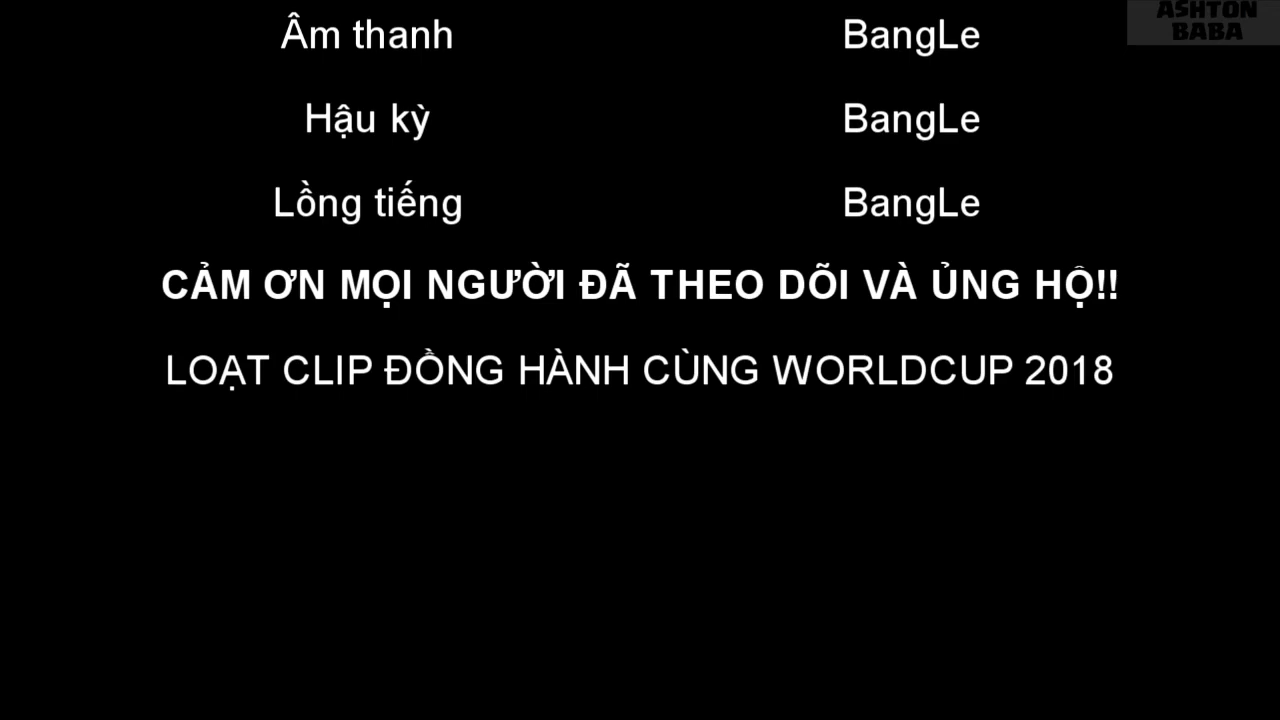 ASHTON
BABA
Âm thanh BangLe
Hậu kỳ BangLe
Lồng tiếng BangLe
CẢM ƠN MỌI NGƯỜI ĐÃ THEO DÕI VÀ ỦNG HỘ!!
LOẠT CLIP ĐỒNG HÀNH CÙNG WORLDCUP 2018